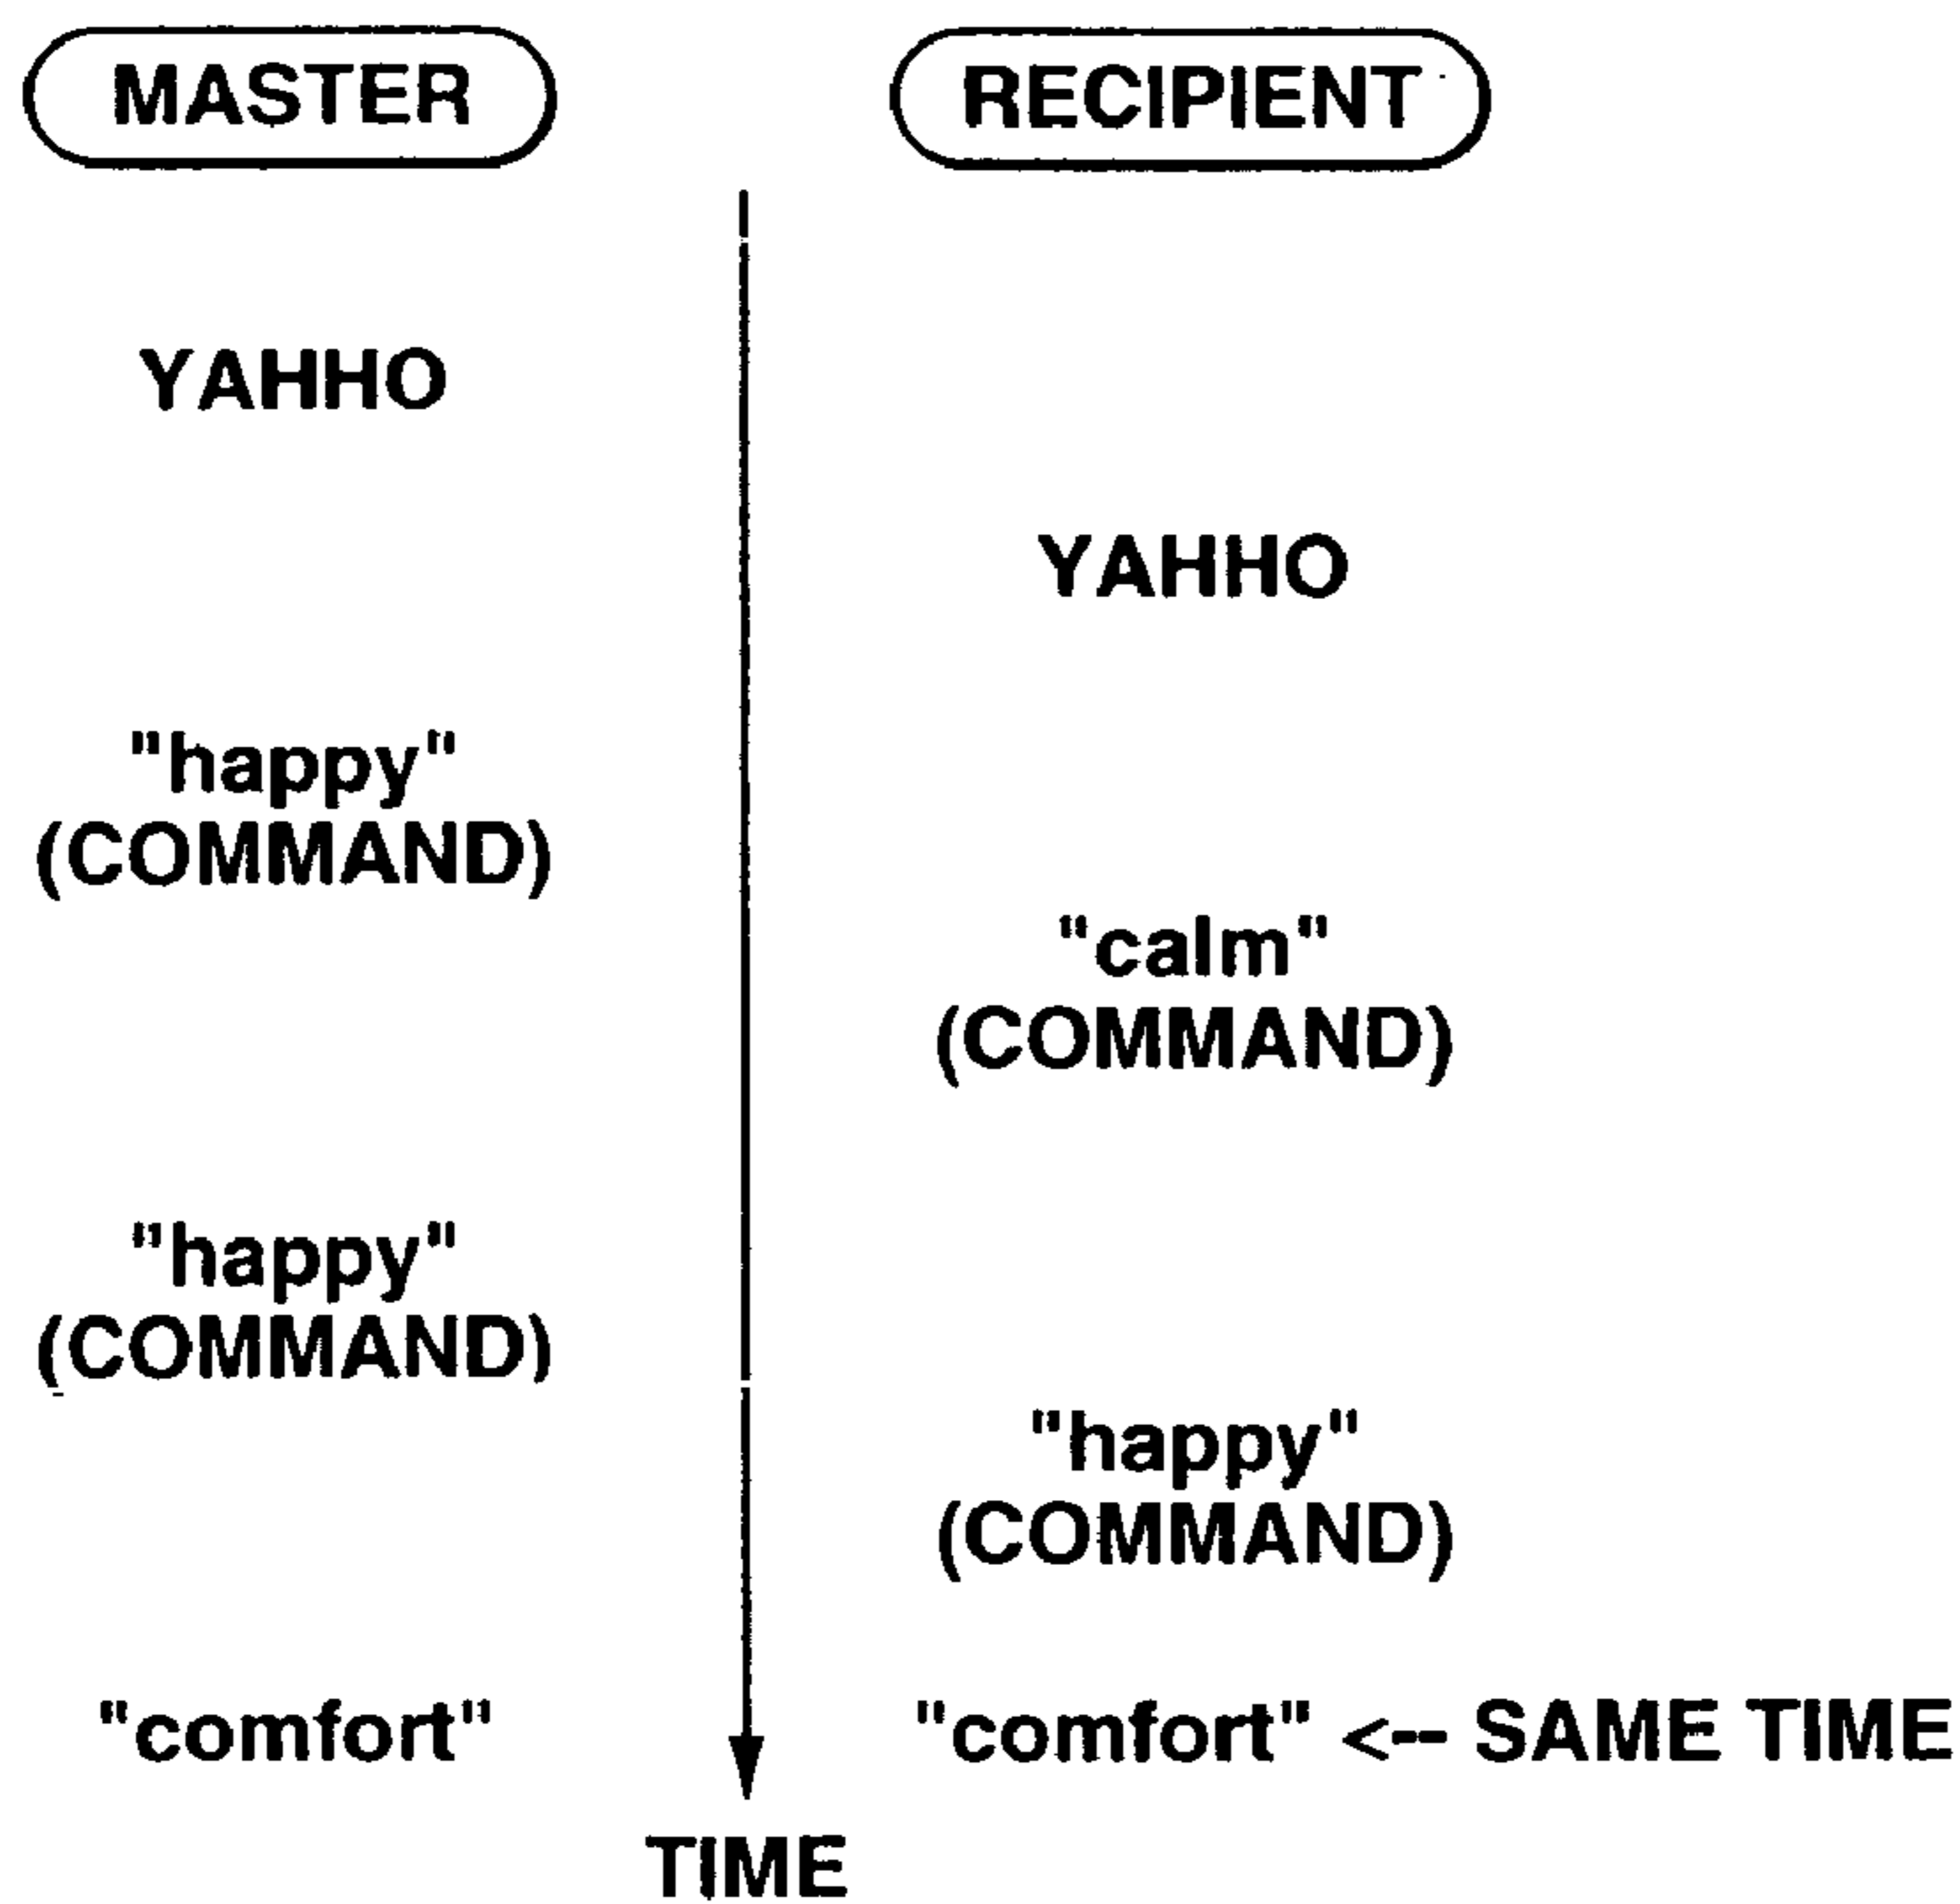 MASTER
RECIPIENT
YAHHO
YAHHO
"happy"
(COMMAND)
"calm"
(COMMAND)
"happy"
(COMMAND)
"happy"
(COMMAND)
"comfort"
"comfort" <-- SAME TIME
TIME